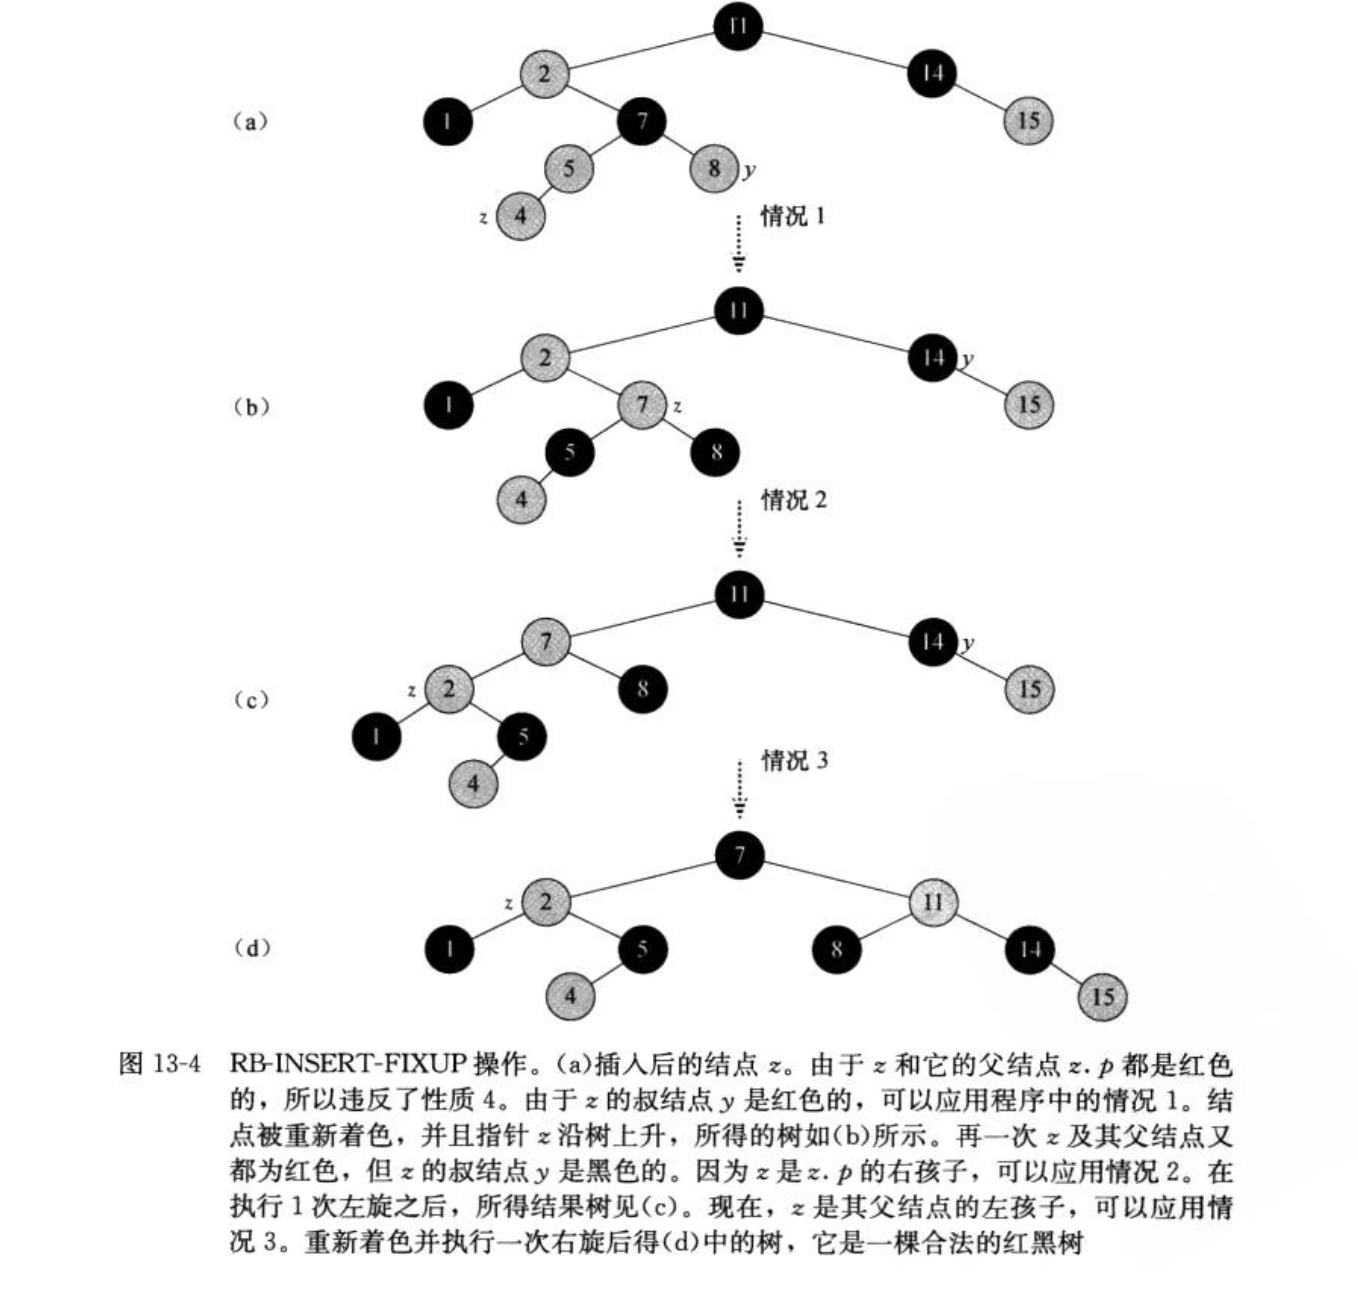 11
2 14
(a) 1 7 15
5 8 y
z 4 情况 1
11
2 14 y
(b) 1 7 z 15
5 8
4 情况 2
11
7 14 y
(c) z 2 8 15
1 5
4 情况 3
7
z 2 11
(d) 1 5 8 14
4 15
图 13-4 RB-INSERT-FIXUP 操作。(a)插入后的结点 z。由于 z 和它的父结点 z. p 都是红色
的，所以违反了性质 4。由于 z 的叔结点 y 是红色的，可以应用程序中的情况 1。结
点被重新着色，并且指针 z 沿树上升，所得的树如(b)所示。再一次 z 及其父结点又
都为红色，但 z 的叔结点 y 是黑色的。因为 z 是 z. p 的右孩子，可以应用情况 2。在
执行 1 次左旋之后，所得结果树见(c)。现在，z 是其父结点的左孩子，可以应用情
况 3。重新着色并执行一次右旋后得(d)中的树，它是一棵合法的红黑树